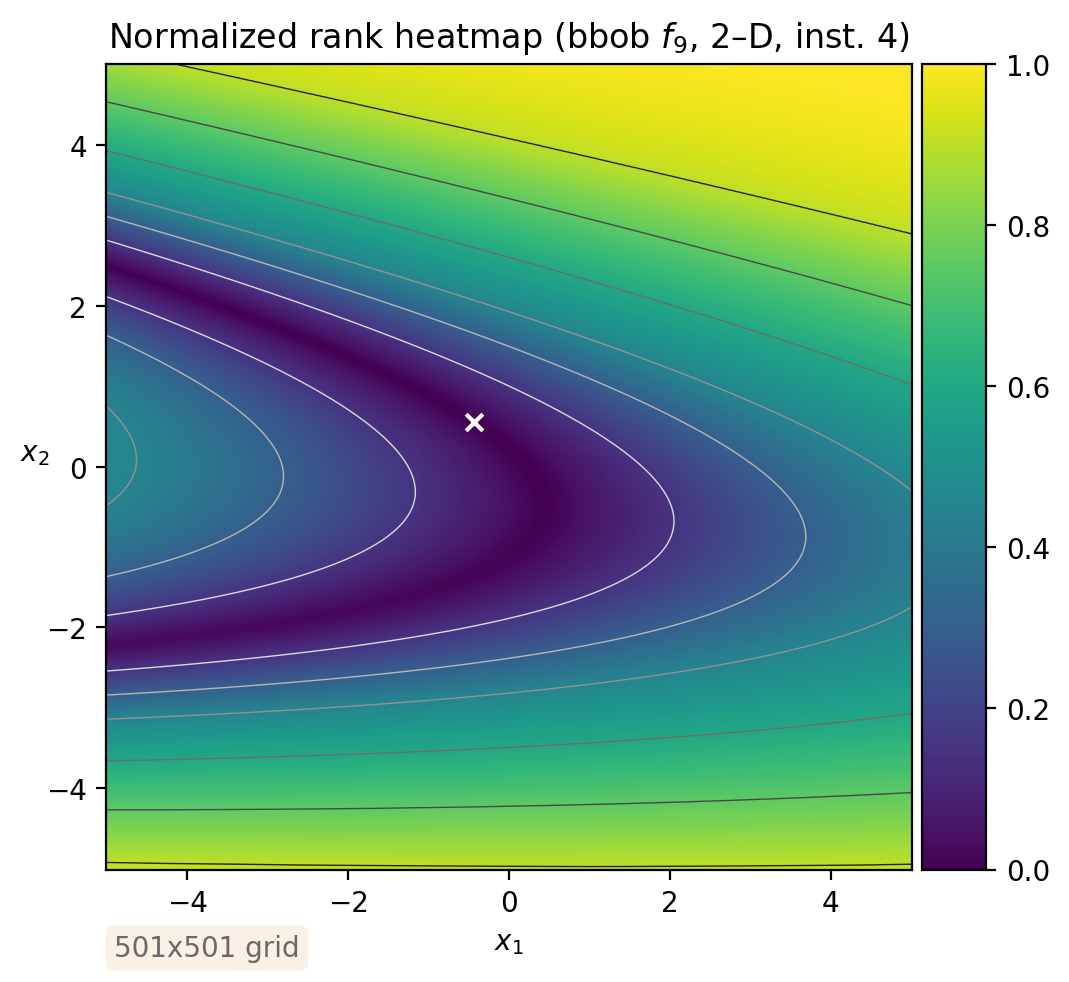 Normalized rank heatmap (bbob f₉, 2–D, inst. 4)
1.0
0.8
0.6
0.4
0.2
0.0
4
2
0
−2
−4
x₂
−4 −2 0 2 4
x₁
501x501 grid